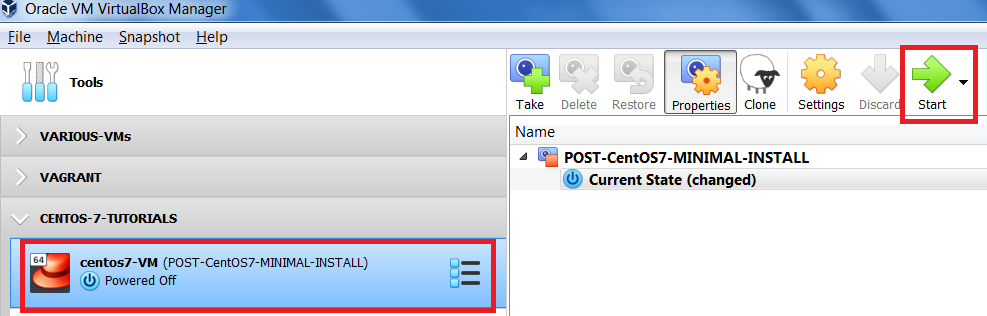 Oracle VM VirtualBox Manager
File Machine Snapshot Help
Tools
Take Delete Restore Properties Clone Settings Discard Start
Name
VARIOUS-VMs
VAGRANT
CENTOS-7-TUTORIALS
64
centos7-VM (POST-CentOS7-MINIMAL-INSTALL)
Powered Off
POST-CentOS7-MINIMAL-INSTALL
Current State (changed)